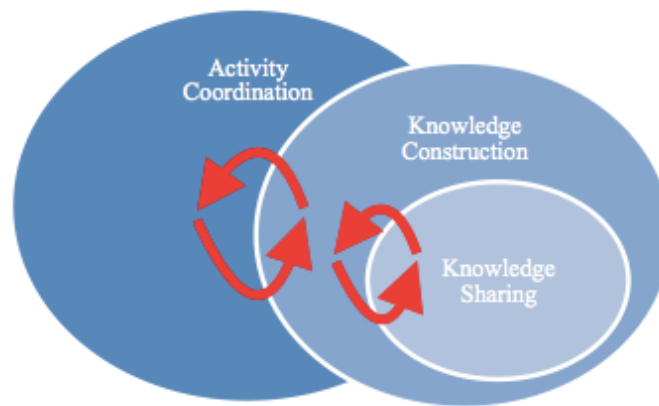 Activity
Coordination
Knowledge
Construction
Knowledge
Sharing